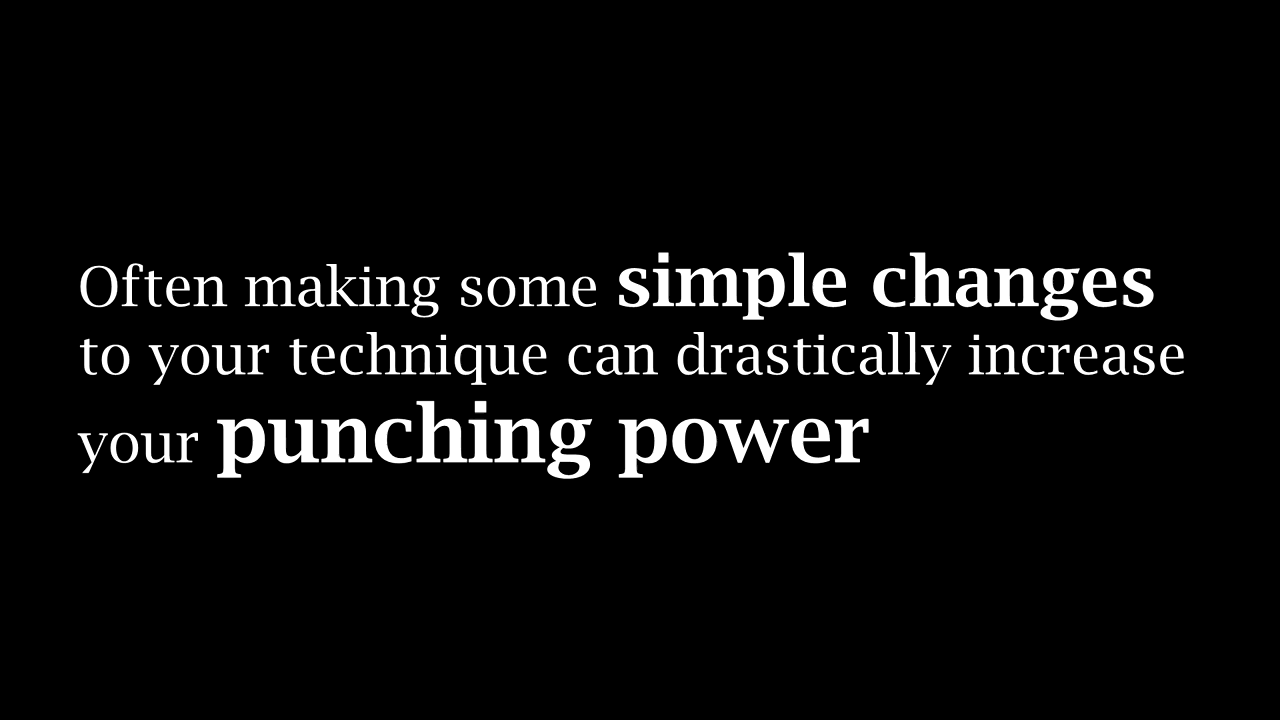 Often making some simple changes
to your technique can drastically increase
your punching power